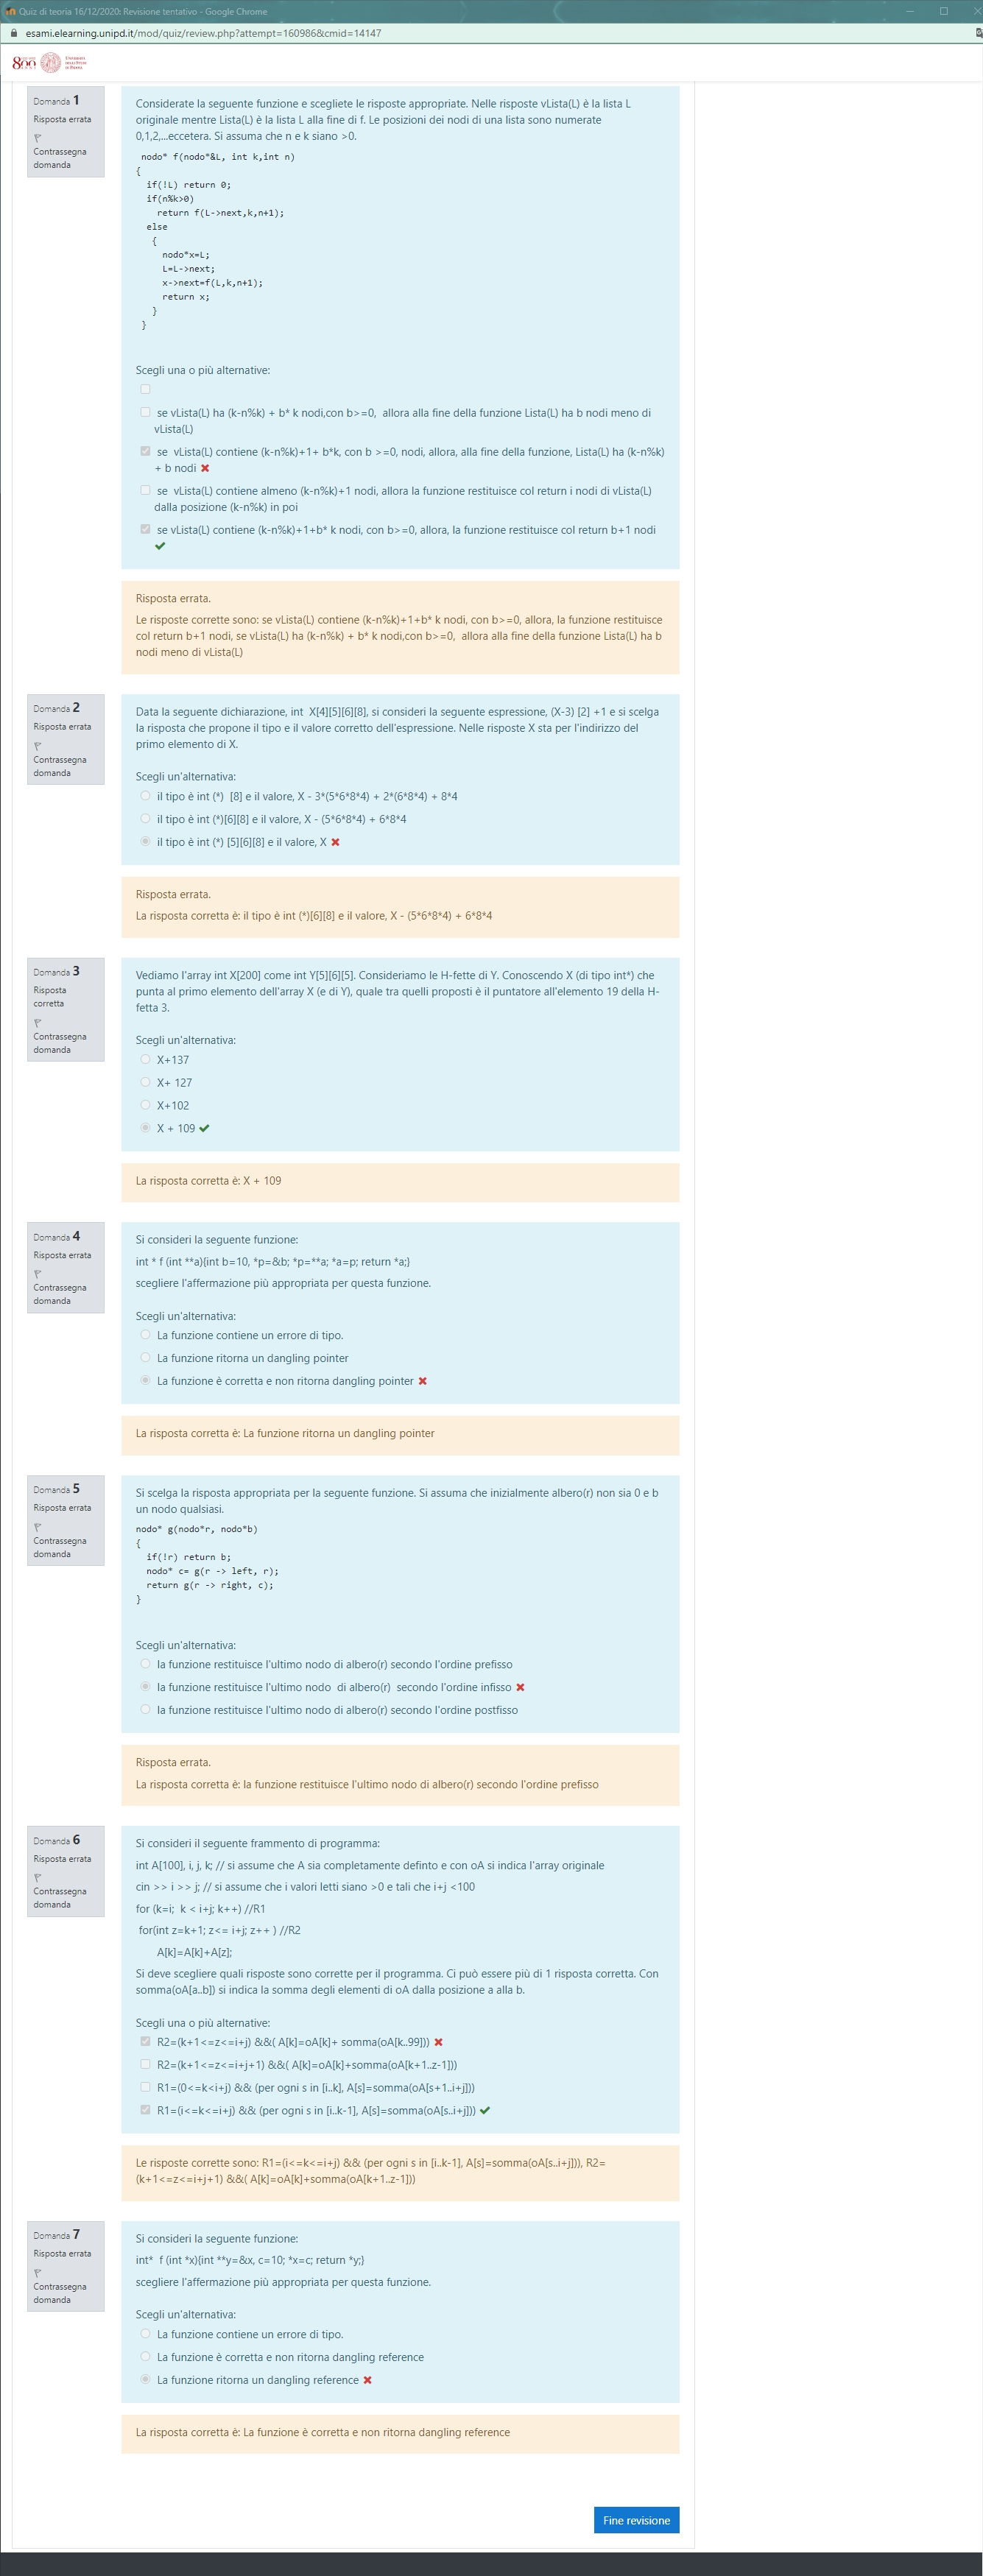 Quiz di teoria 16/12/2020: Revisione tentativo - Google Chrome
esami.elearning.unipd.it/mod/quiz/review.php?attempt=160986&cmid=14147
Domanda 1
Risposta errata
Contrassegna
domanda
Considerate la seguente funzione e scegliete le risposte appropriate. Nelle risposte vLista(L) è la lista L
originale mentre Lista(L) è la lista L alla fine di f. Le posizioni dei nodi di una lista sono numerate
0,1,2,...eccetera. Si assuma che n e k siano >0.
nodo* f(nodo*&L, int k,int n)
{
if(!L) return 0;
if(n%k>0)
return f(L->next,k,n+1);
else
{
nodo*x=L;
L=L->next;
x->next=f(L,k,n+1);
return x;
}
}
Scegli una o più alternative:
se vLista(L) ha (k-n%k) + b* k nodi,con b>=0, allora alla fine della funzione Lista(L) ha b nodi meno di
vLista(L)
se vLista(L) contiene (k-n%k)+1+ b*k, con b >=0, nodi, allora, alla fine della funzione, Lista(L) ha (k-n%k)
+ b nodi
se vLista(L) contiene almeno (k-n%k)+1 nodi, allora la funzione restituisce col return i nodi di vLista(L)
dalla posizione (k-n%k) in poi
se vLista(L) contiene (k-n%k)+1+b* k nodi, con b>=0, allora, la funzione restituisce col return b+1 nodi
Risposta errata.
Le risposte corrette sono: se vLista(L) contiene (k-n%k)+1+b* k nodi, con b>=0, allora, la funzione restituisce
col return b+1 nodi, se vLista(L) ha (k-n%k) + b* k nodi,con b>=0, allora alla fine della funzione Lista(L) ha b
nodi meno di vLista(L)
Domanda 2
Risposta errata
Contrassegna
domanda
Data la seguente dichiarazione, int X[4][5][6][8], si consideri la seguente espressione, (X-3) [2] +1 e si scelga
la risposta che propone il tipo e il valore corretto dell'espressione. Nelle risposte X sta per l'indirizzo del
primo elemento di X.
Scegli un'alternativa:
il tipo è int (*) [8] e il valore, X - 3*(5*6*8*4) + 2*(6*8*4) + 8*4
il tipo è int (*)[6][8] e il valore, X - (5*6*8*4) + 6*8*4
il tipo è int (*) [5][6][8] e il valore, X
Risposta errata.
La risposta corretta è: il tipo è int (*)[6][8] e il valore, X - (5*6*8*4) + 6*8*4
Domanda 3
Risposta
corretta
Contrassegna
domanda
Vediamo l'array int X[200] come int Y[5][6][5]. Consideriamo le H-fette di Y. Conoscendo X (di tipo int*) che
punta al primo elemento dell'array X (e di Y), quale tra quelli proposti è il puntatore all'elemento 19 della H-
fetta 3.
Scegli un'alternativa:
X+137
X+ 127
X+102
X + 109
La risposta corretta è: X + 109
Domanda 4
Risposta errata
Contrassegna
domanda
Si consideri la seguente funzione:
int * f (int **a){int b=10, *p=&b; *p=**a; *a=p; return *a;}
scegliere l'affermazione più appropriata per questa funzione.
Scegli un'alternativa:
La funzione contiene un errore di tipo.
La funzione ritorna un dangling pointer
La funzione è corretta e non ritorna dangling pointer
La risposta corretta è: La funzione ritorna un dangling pointer
Domanda 5
Risposta errata
Contrassegna
domanda
Si scelga la risposta appropriata per la seguente funzione. Si assuma che inizialmente albero(r) non sia 0 e b
un nodo qualsiasi.
nodo* g(nodo*r, nodo*b)
{
if(!r) return b;
nodo* c= g(r -> left, r);
return g(r -> right, c);
}
Scegli un'alternativa:
la funzione restituisce l'ultimo nodo di albero(r) secondo l'ordine prefisso
la funzione restituisce l'ultimo nodo di albero(r) secondo l'ordine infisso
la funzione restituisce l'ultimo nodo di albero(r) secondo l'ordine postfisso
Risposta errata.
La risposta corretta è: la funzione restituisce l'ultimo nodo di albero(r) secondo l'ordine prefisso
Domanda 6
Risposta errata
Contrassegna
domanda
Si consideri il seguente frammento di programma:
int A[100], i, j, k; // si assume che A sia completamente definto e con oA si indica l'array originale
cin >> i >> j; // si assume che i valori letti siano >0 e tali che i+j <100
for (k=i; k < i+j; k++) //R1
for(int z=k+1; z<= i+j; z++ ) //R2
A[k]=A[k]+A[z];
Si deve scegliere quali risposte sono corrette per il programma. Ci può essere più di 1 risposta corretta. Con
somma(oA[a..b]) si indica la somma degli elementi di oA dalla posizione a alla b.
Scegli una o più alternative:
R2=(k+1<=z<=i+j) &&( A[k]=oA[k]+ somma(oA[k..99]))
R2=(k+1<=z<=i+j+1) &&( A[k]=oA[k]+somma(oA[k+1..z-1]))
R1=(0<=k<i+j) && (per ogni s in [i..k], A[s]=somma(oA[s+1..i+j]))
R1=(i<=k<=i+j) && (per ogni s in [i..k-1], A[s]=somma(oA[s..i+j]))
Le risposte corrette sono: R1=(i<=k<=i+j) && (per ogni s in [i..k-1], A[s]=somma(oA[s..i+j])), R2=
(k+1<=z<=i+j+1) &&( A[k]=oA[k]+somma(oA[k+1..z-1]))
Domanda 7
Risposta errata
Contrassegna
domanda
Si consideri la seguente funzione:
int* f (int *x){int **y=&x, c=10; *x=c; return *y;}
scegliere l'affermazione più appropriata per questa funzione.
Scegli un'alternativa:
La funzione contiene un errore di tipo.
La funzione è corretta e non ritorna dangling reference
La funzione ritorna un dangling reference
La risposta corretta è: La funzione è corretta e non ritorna dangling reference
Fine revisione